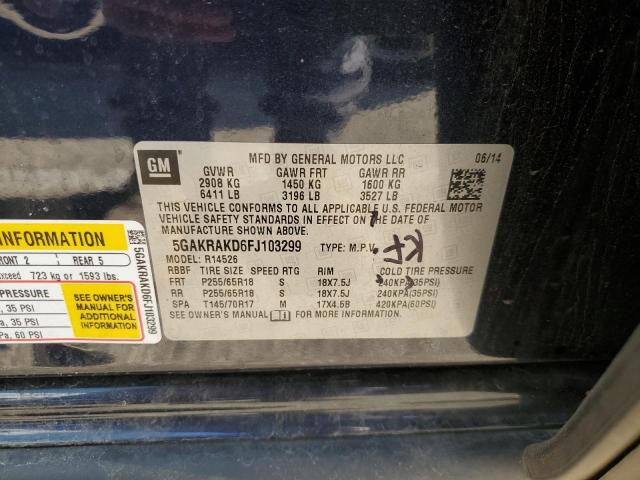 GM
MFD BY GENERAL MOTORS LLC 06/14
GVWR GAWR FRT GAWR RR
2908 KG 1450 KG 1600 KG
6411 LB 3196 LB 3527 LB
THIS VEHICLE CONFORMS TO ALL APPLICABLE U.S. FEDERAL MOTOR
VEHICLE SAFETY STANDARDS IN EFFECT ON THE DATE OF
MANUFACTURE SHOWN ABOVE.
5GAKRAKD6FJ103299 TYPE: M.P.V.
MODEL: R14526
RBBF TIRE SIZE SPEED RTG RIM COLD TIRE PRESSURE
FRT P255/65R18 S 18X7.5J 240KPA(35PSI)
RR P255/65R18 S 18X7.5J 240KPA(35PSI)
SPA T145/70R17 M 17X4.5B 420KPA(60PSI)
SEE OWNER'S MANUAL FOR MORE INFORMATION.
KF
INFORMATION
RONT 2 REAR 5
xceed 723 kg or 1593 lbs.
PRESSURE
, 35 PSI
a, 35 PSI
Pa, 60 PSI
SEE OWNER'S
MANUAL FOR
ADDITIONAL
INFORMATION
5GAKRAKD6FJ103299